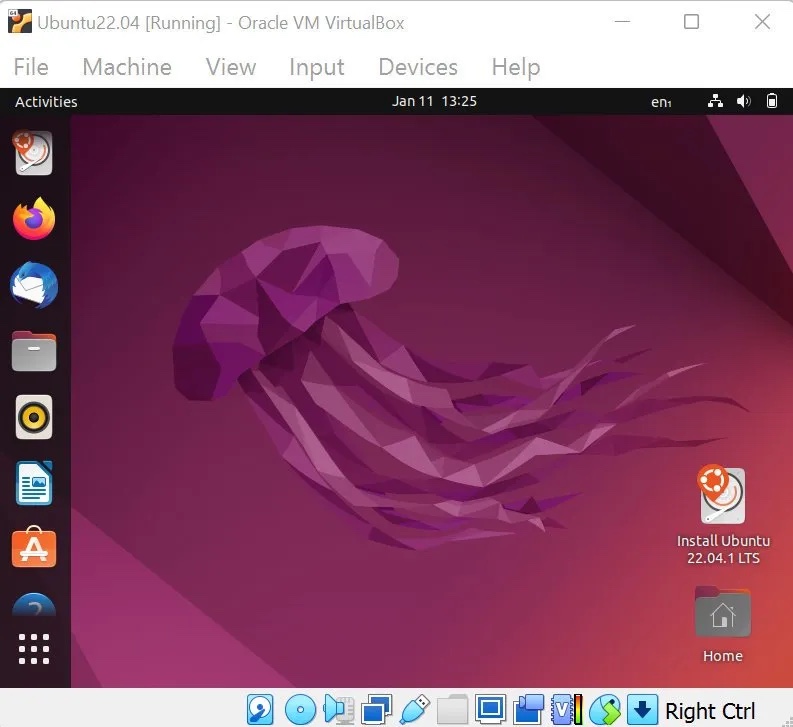 Ubuntu22.04 [Running] - Oracle VM VirtualBox
File Machine View Input Devices Help
Activities Jan 11 13:25 en₁
Install Ubuntu
22.04.1 LTS
Home
Right Ctrl